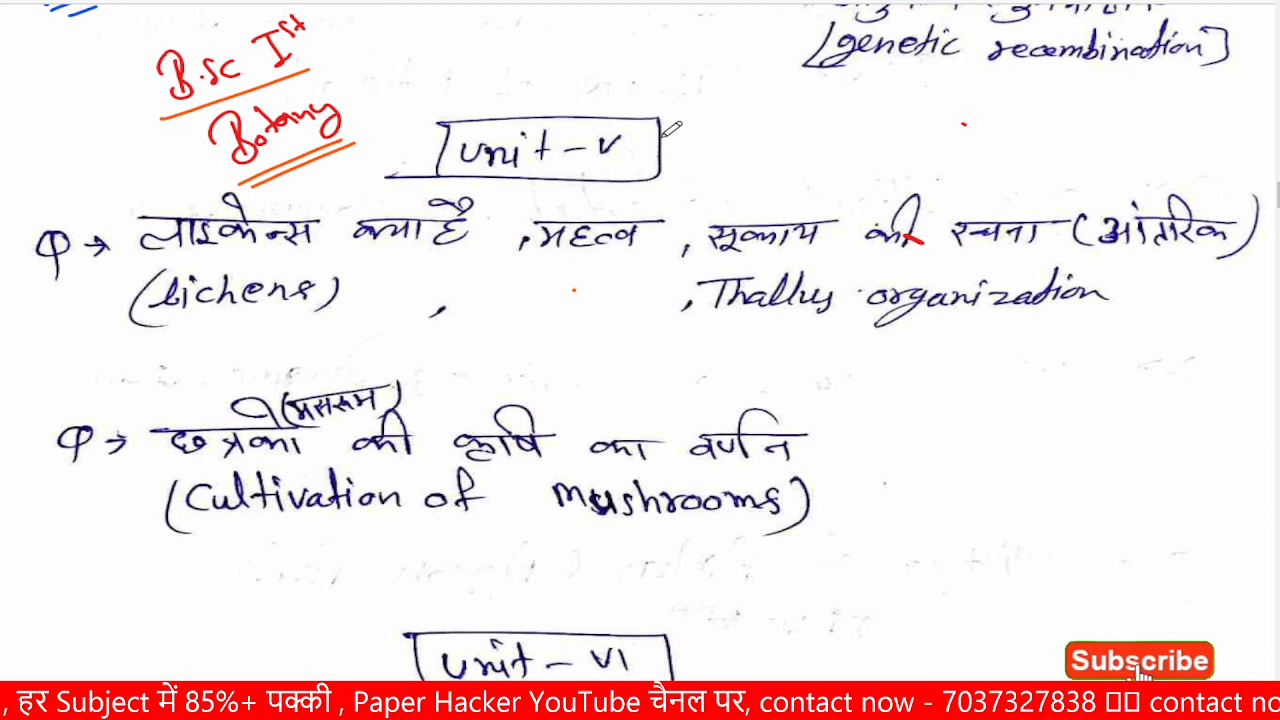 [genetic recombination]
B.sc Ist
Botany
Unit - V
Q → लाइकेन्स क्या है , महत्व , सूकाय की रचना (आंतरिक)
(lichens) , , Thallus organization
(मशरूम)
Q → छत्रको की कृषि का वर्णन
(Cultivation of mushrooms)
Unit - VI
Subscribe
, हर Subject में 85%+ पक्की , Paper Hacker YouTube चैनल पर, contact now - 7037327838 contact no